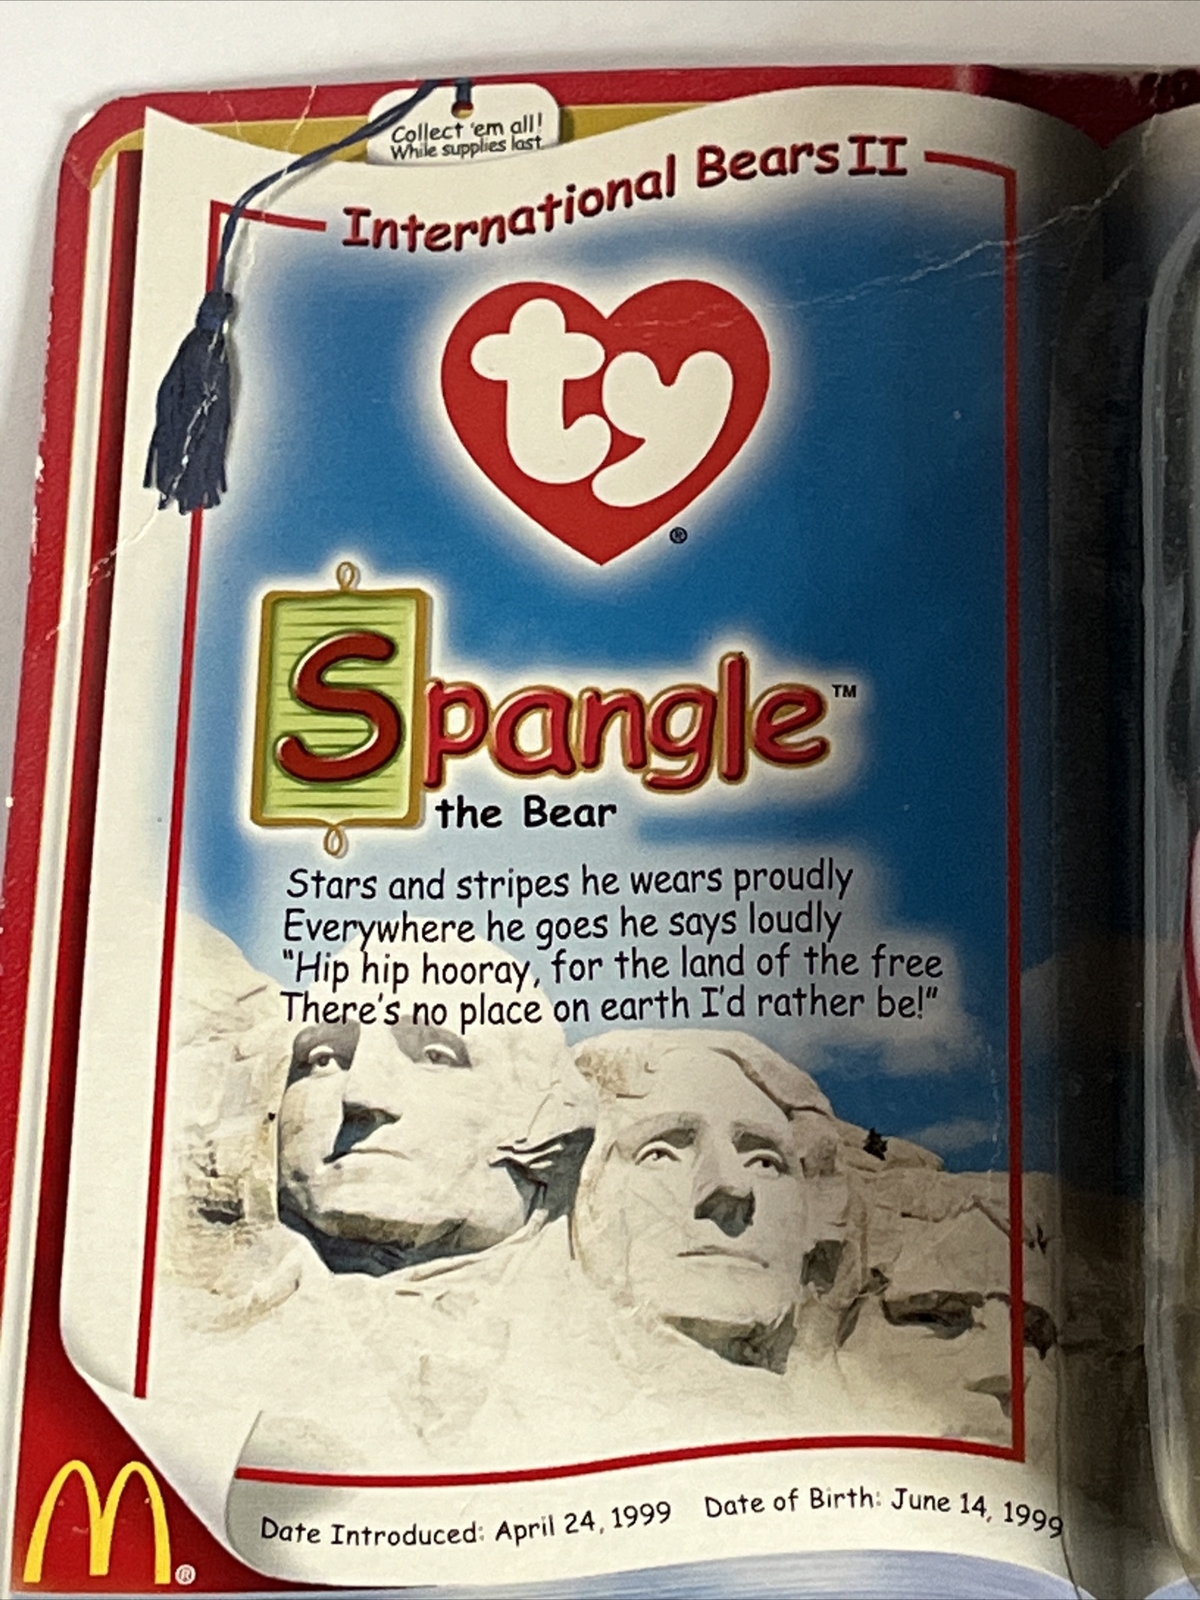 Collect 'em all!
While supplies last.
International Bears II
ty
®
Spangle™
the Bear
Stars and stripes he wears proudly
Everywhere he goes he says loudly
"Hip hip hooray, for the land of the free
There's no place on earth I'd rather be!"
M®
Date Introduced: April 24, 1999 Date of Birth: June 14, 1999